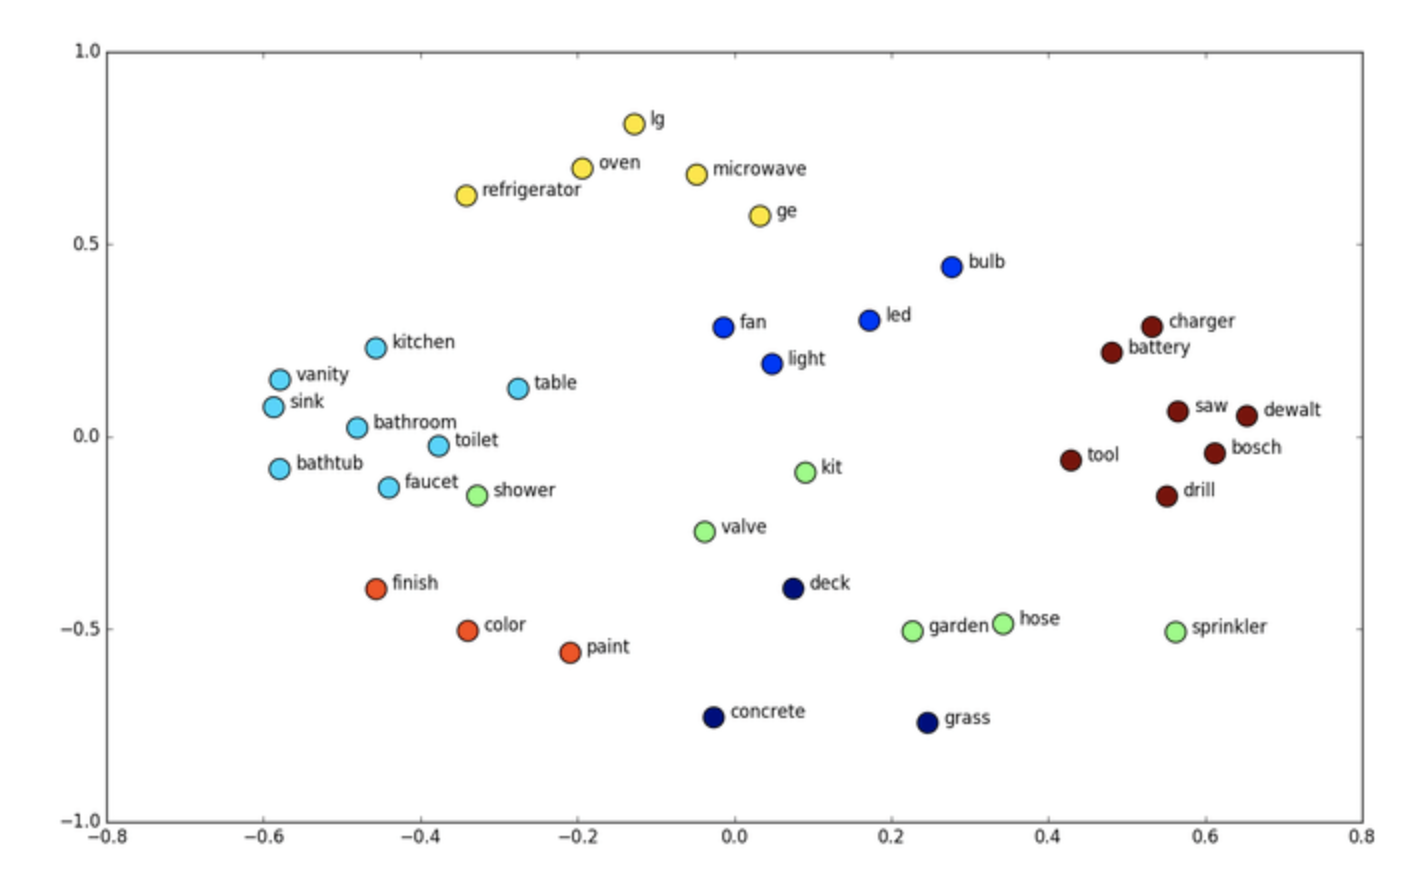 1.0
lg
oven
microwave
refrigerator
ge
0.5
bulb
led
charger
fan
battery
kitchen
light
vanity
table
sink
saw
dewalt
bathroom
0.0
toilet
bosch
tool
bathtub
kit
faucet
shower
drill
valve
finish
deck
color
garden
hose
sprinkler
−0.5
paint
concrete
grass
−1.0
−0.8 −0.6 −0.4 −0.2 0.0 0.2 0.4 0.6 0.8